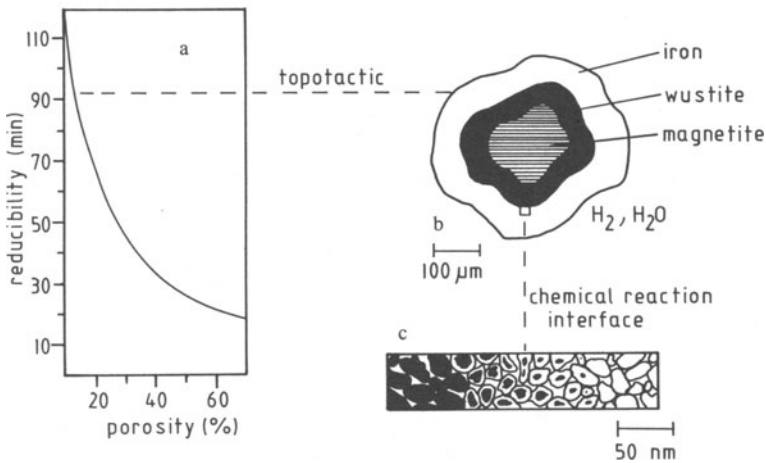 a
110
90
70
50
30
10
reducibility (min)
20 40 60
porosity (%)
topotactic
iron
wustite
magnetite
H₂, H₂O
b
100 µm
chemical reaction
interface
c
50 nm